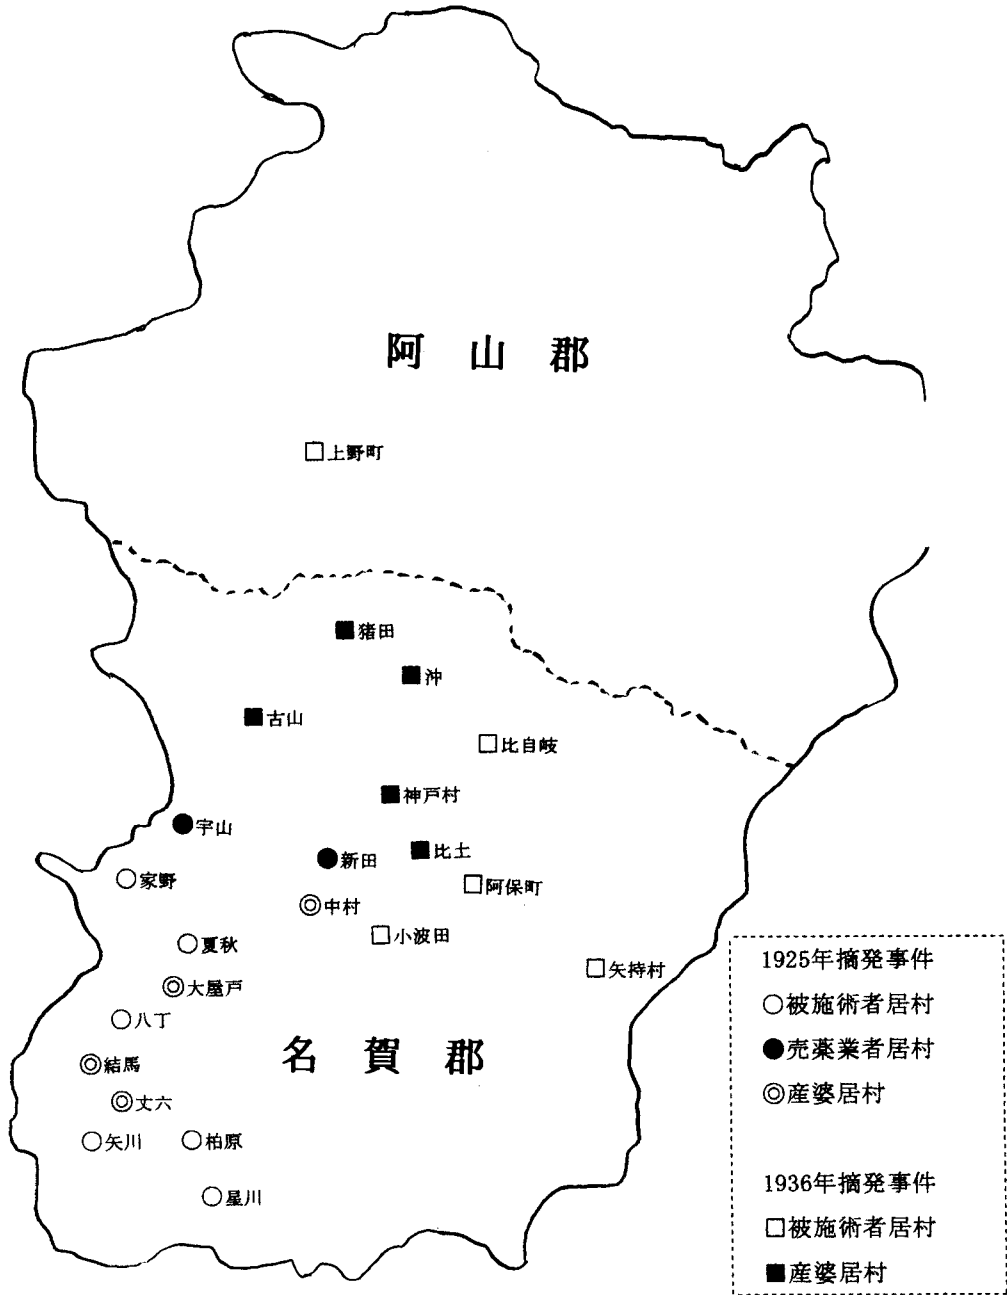 阿山郡
□上野町
■猪田
■沖
■古山
□比自岐
■神戸村
●宇山
■比土
●新田
○家野
□阿保町
◎中村
□小波田
○夏秋
□矢持村
◎大屋戸
○八丁
名賀郡
◎結馬
◎丈六
○矢川
○柏原
○星川
1925年摘発事件
○被施術者居村
●売薬業者居村
◎産婆居村
1936年摘発事件
□被施術者居村
■産婆居村